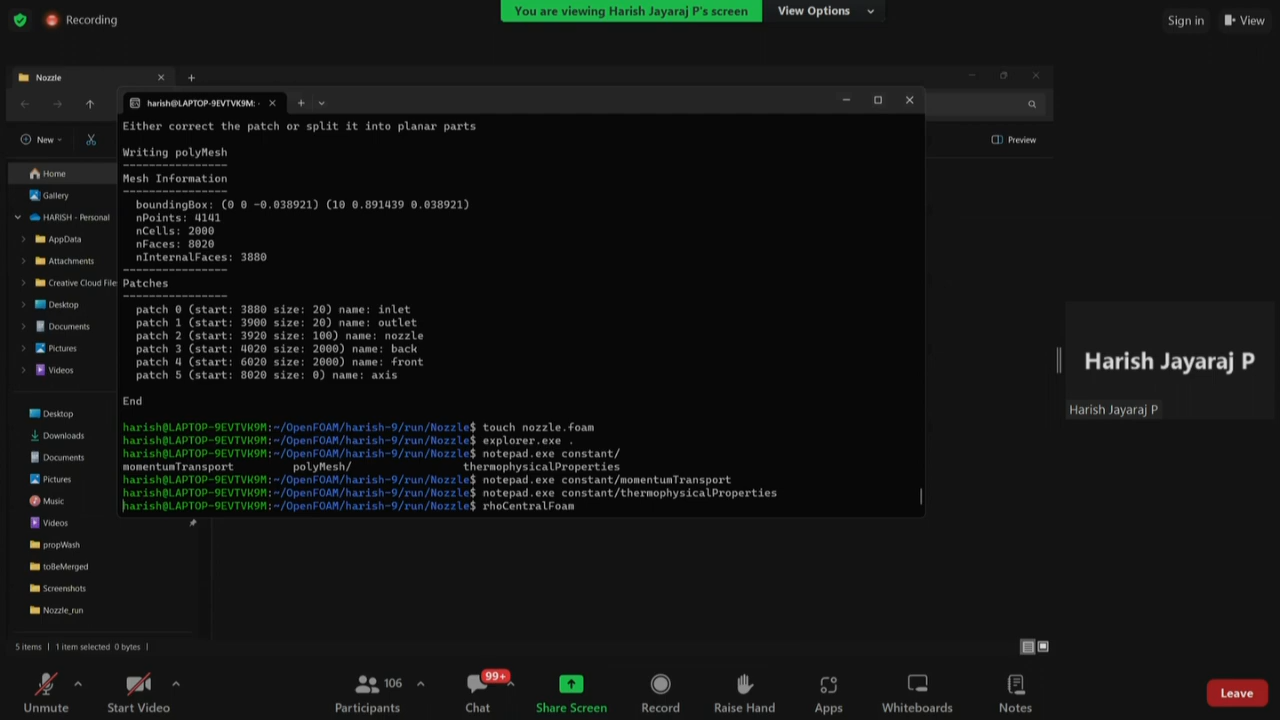 Recording
You are viewing Harish Jayaraj P's screen
View Options
Sign in
View
Nozzle
harish@LAPTOP-9EVTVK9M: -
New
Preview
Home
Gallery
HARISH - Personal
AppData
Attachments
Creative Cloud File
Desktop
Documents
Pictures
Videos
Desktop
Downloads
Documents
Pictures
Music
Videos
propWash
toBeMerged
Screenshots
Nozzle_run
5 items
1 item selected 0 bytes
Either correct the patch or split it into planar parts
Writing polyMesh
----------------
Mesh Information
----------------
boundingBox: (0 0 -0.038921) (10 0.891439 0.038921)
nPoints: 4141
nCells: 2000
nFaces: 8020
nInternalFaces: 3880
----------------
Patches
----------------
patch 0 (start: 3880 size: 20) name: inlet
patch 1 (start: 3900 size: 20) name: outlet
patch 2 (start: 3920 size: 100) name: nozzle
patch 3 (start: 4020 size: 2000) name: back
patch 4 (start: 6020 size: 2000) name: front
patch 5 (start: 8020 size: 0) name: axis
End
harish@LAPTOP-9EVTVK9M:~/OpenFOAM/harish-9/run/Nozzle$ touch nozzle.foam
harish@LAPTOP-9EVTVK9M:~/OpenFOAM/harish-9/run/Nozzle$ explorer.exe .
harish@LAPTOP-9EVTVK9M:~/OpenFOAM/harish-9/run/Nozzle$ notepad.exe constant/
momentumTransport polyMesh/ thermophysicalProperties
harish@LAPTOP-9EVTVK9M:~/OpenFOAM/harish-9/run/Nozzle$ notepad.exe constant/momentumTransport
harish@LAPTOP-9EVTVK9M:~/OpenFOAM/harish-9/run/Nozzle$ notepad.exe constant/thermophysicalProperties
harish@LAPTOP-9EVTVK9M:~/OpenFOAM/harish-9/run/Nozzle$ rhoCentralFoam
Harish Jayaraj P
Harish Jayaraj P
Unmute
Start Video
106
Participants
99+
Chat
Share Screen
Record
Raise Hand
Apps
Whiteboards
Notes
Leave